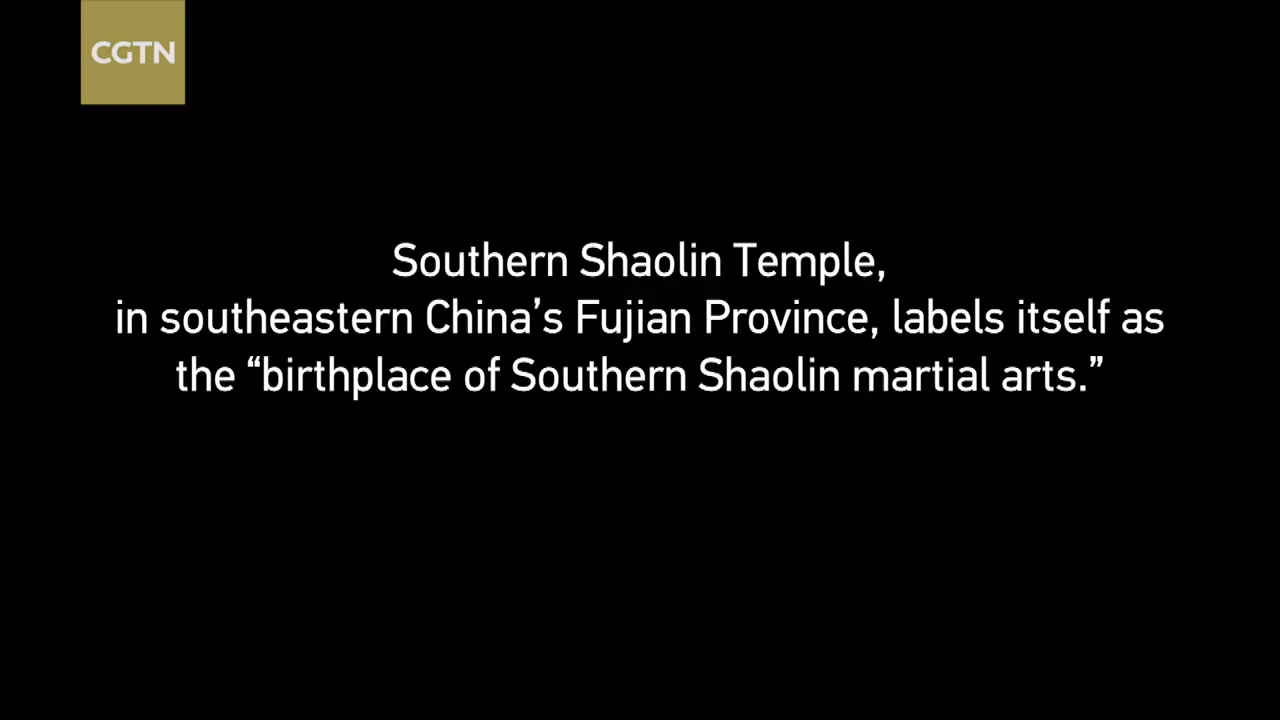 CGTN
Southern Shaolin Temple,
in southeastern China’s Fujian Province, labels itself as
the “birthplace of Southern Shaolin martial arts.”